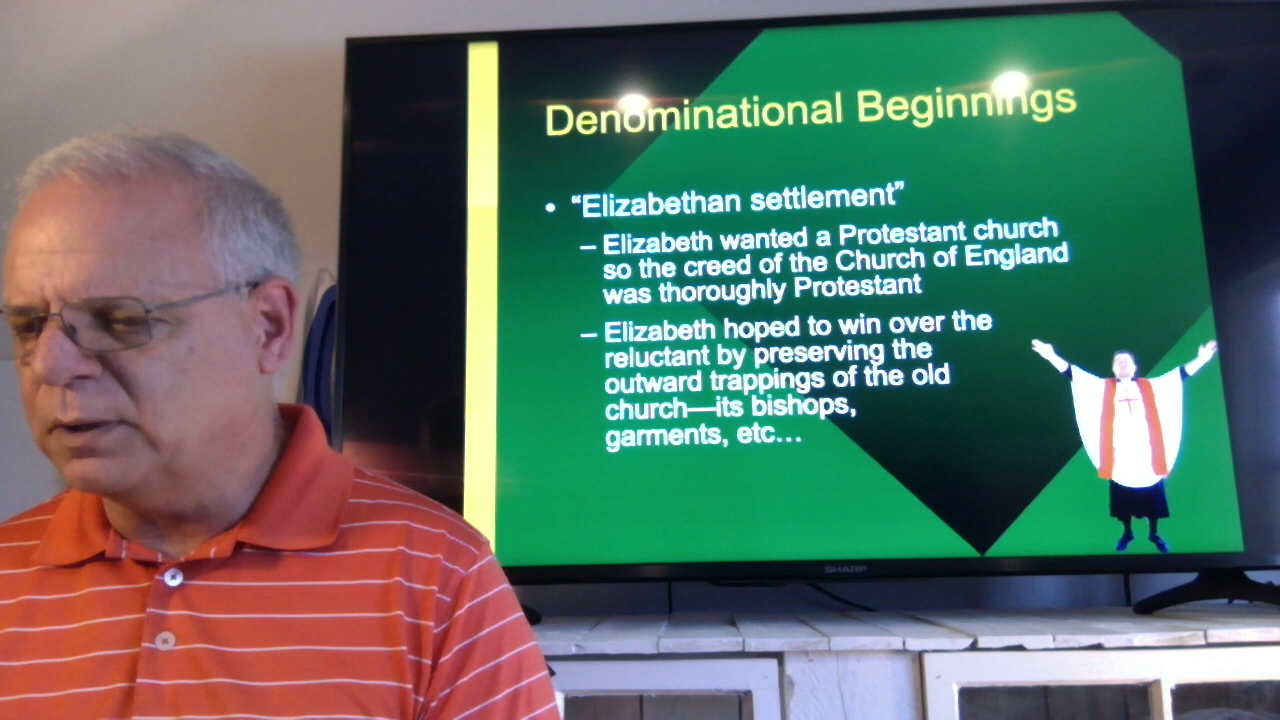 Denominational Beginnings
• “Elizabethan settlement”
– Elizabeth wanted a Protestant church
so the creed of the Church of England
was thoroughly Protestant
– Elizabeth hoped to win over the
reluctant by preserving the
outward trappings of the old
church—its bishops,
garments, etc…
SHARP